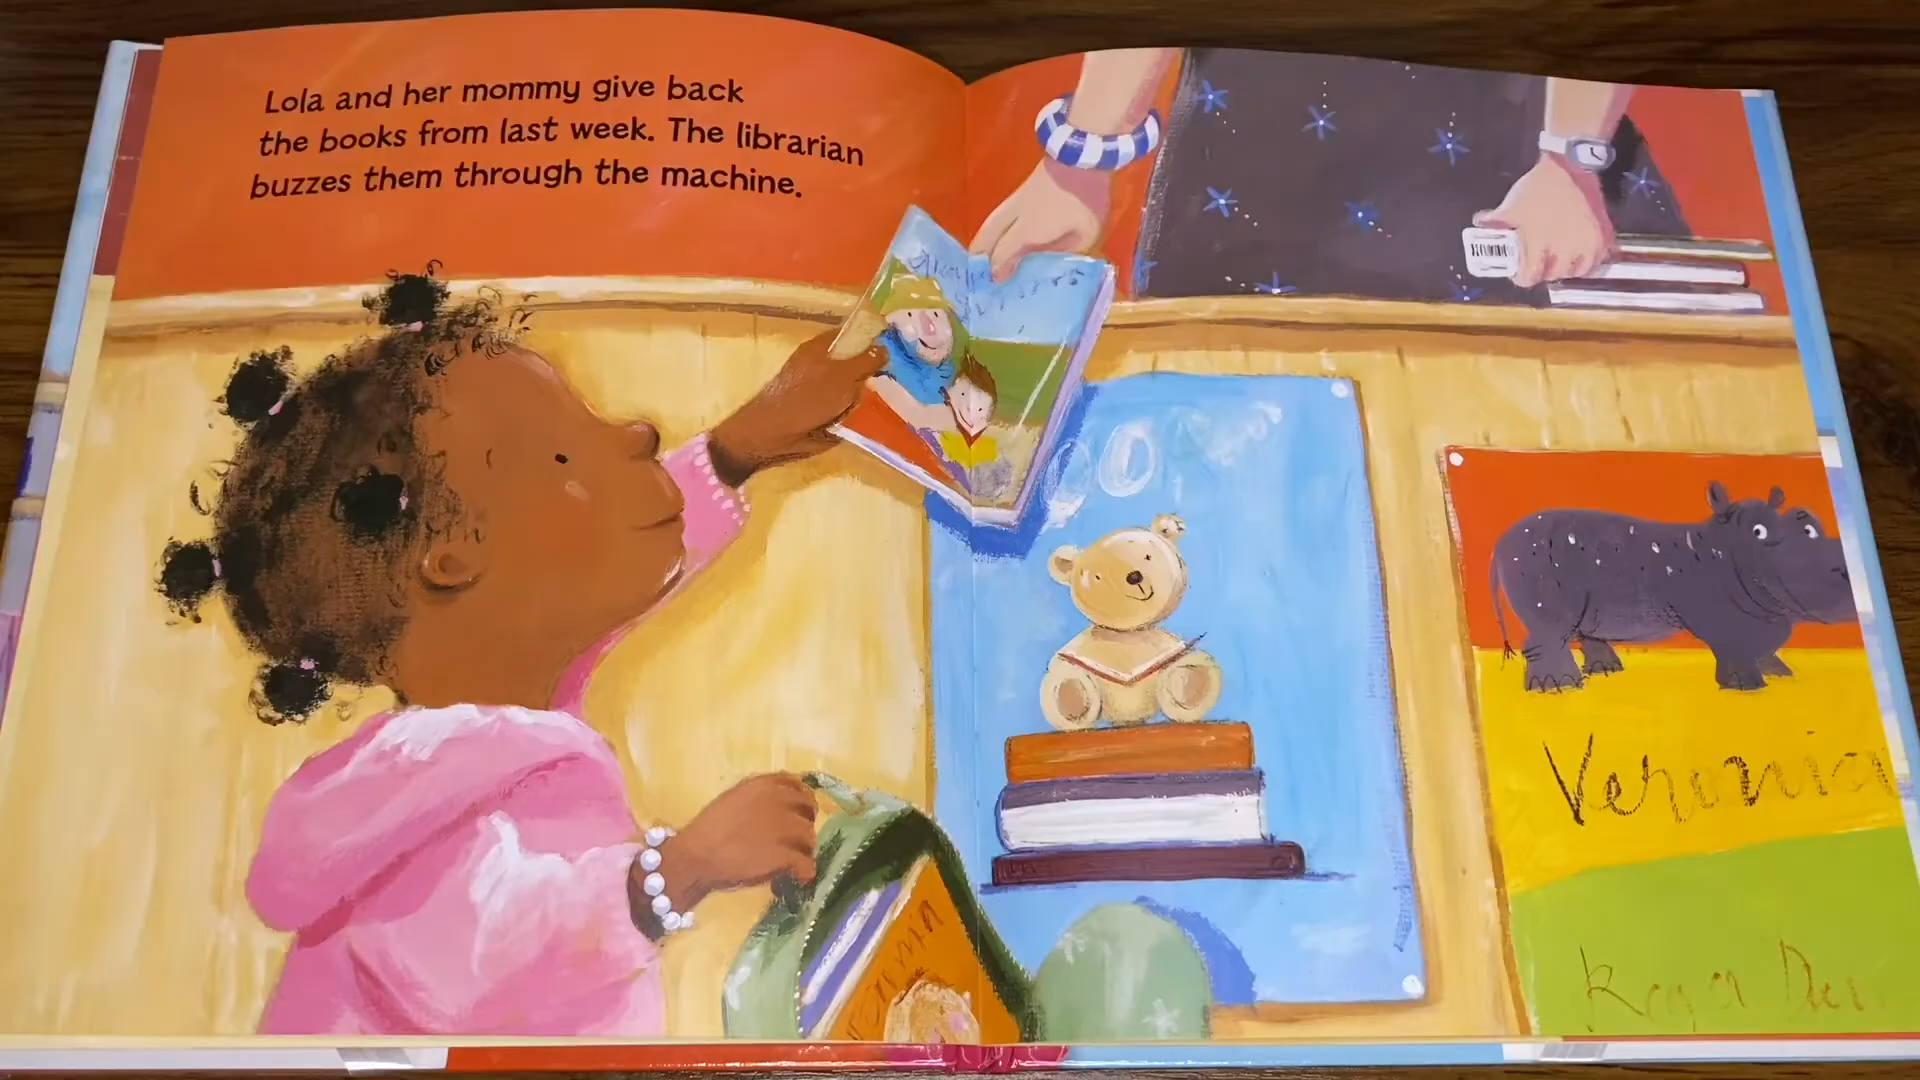 Lola and her mommy give back
the books from last week. The librarian
buzzes them through the machine.
Veronica